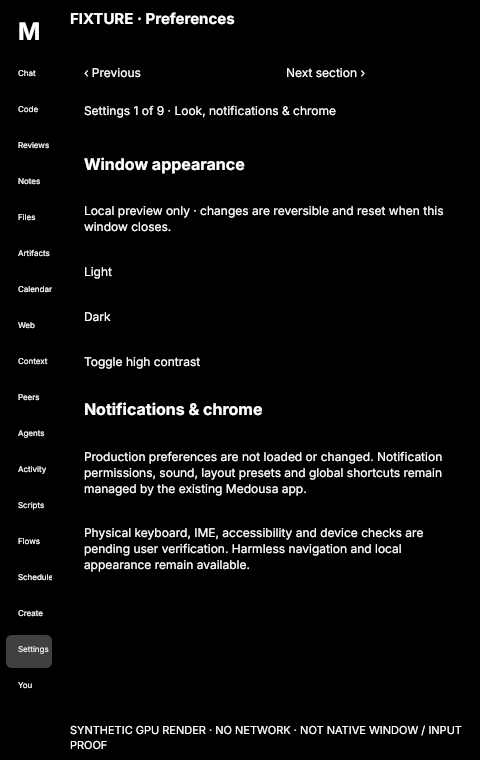 M
FIXTURE · Preferences
Chat
Code
Reviews
Notes
Files
Artifacts
Calendar
Web
Context
Peers
Agents
Activity
Scripts
Flows
Schedule
Create
Settings
You
‹ Previous
Next section ›
Settings 1 of 9 · Look, notifications & chrome
Window appearance
Local preview only · changes are reversible and reset when this
window closes.
Light
Dark
Toggle high contrast
Notifications & chrome
Production preferences are not loaded or changed. Notification
permissions, sound, layout presets and global shortcuts remain
managed by the existing Medousa app.
Physical keyboard, IME, accessibility and device checks are
pending user verification. Harmless navigation and local
appearance remain available.
SYNTHETIC GPU RENDER · NO NETWORK · NOT NATIVE WINDOW / INPUT
PROOF